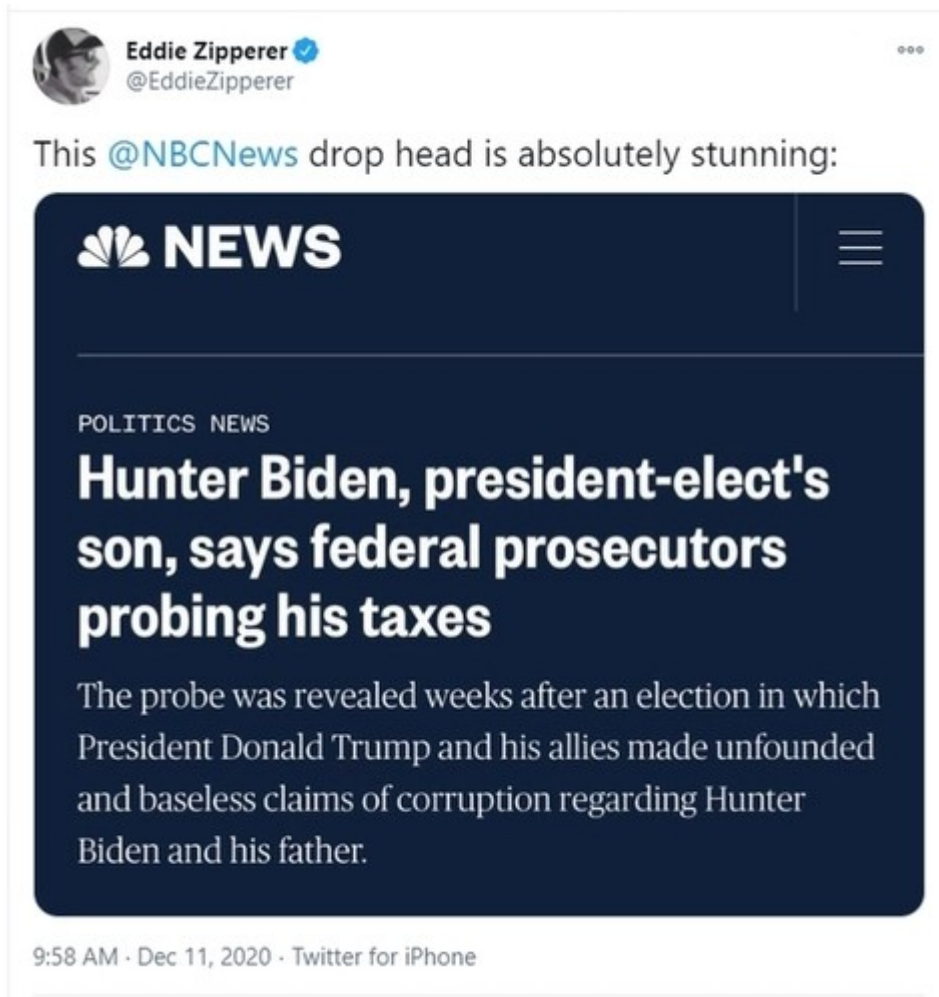 Eddie Zipperer
@EddieZipperer
This @NBCNews drop head is absolutely stunning:
NEWS
POLITICS NEWS
Hunter Biden, president-elect's
son, says federal prosecutors
probing his taxes
The probe was revealed weeks after an election in which
President Donald Trump and his allies made unfounded
and baseless claims of corruption regarding Hunter
Biden and his father.
9:58 AM · Dec 11, 2020 · Twitter for iPhone